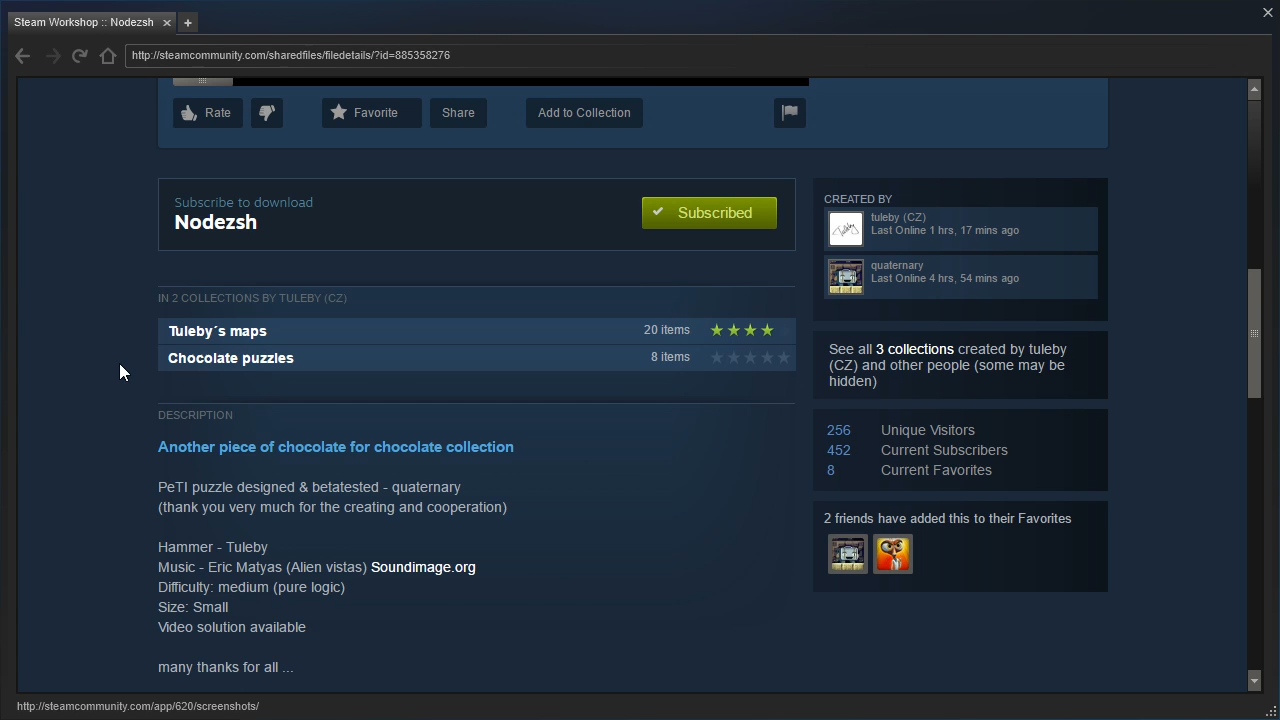 Steam Workshop :: Nodezsh
http://steamcommunity.com/sharedfiles/filedetails/?id=885358276
Rate
Favorite
Share
Add to Collection
Subscribe to download
Nodezsh
Subscribed
IN 2 COLLECTIONS BY TULEBY (CZ)
Tuleby´s maps 20 items
Chocolate puzzles 8 items
DESCRIPTION
Another piece of chocolate for chocolate collection
PeTI puzzle designed & betatested - quaternary
(thank you very much for the creating and cooperation)
Hammer - Tuleby
Music - Eric Matyas (Alien vistas) Soundimage.org
Difficulty: medium (pure logic)
Size: Small
Video solution available
many thanks for all ...
CREATED BY
tuleby (CZ)
Last Online 1 hrs, 17 mins ago
quaternary
Last Online 4 hrs, 54 mins ago
See all 3 collections created by tuleby
(CZ) and other people (some may be
hidden)
256 Unique Visitors
452 Current Subscribers
8 Current Favorites
2 friends have added this to their Favorites
http://steamcommunity.com/app/620/screenshots/